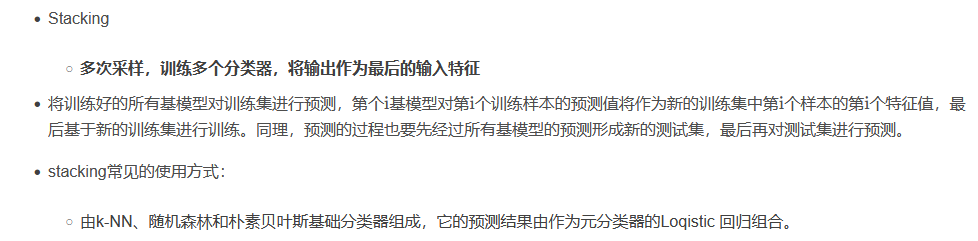 Stacking
多次采样，训练多个分类器，将输出作为最后的输入特征
将训练好的所有基模型对训练集进行预测，第个i基模型对第i个训练样本的预测值将作为新的训练集中第i个样本的第i个特征值，最
后基于新的训练集进行训练。同理，预测的过程也要先经过所有基模型的预测形成新的测试集，最后再对测试集进行预测。
stacking常见的使用方式：
由k-NN、随机森林和朴素贝叶斯基础分类器组成，它的预测结果由作为元分类器的Loqistic 回归组合。